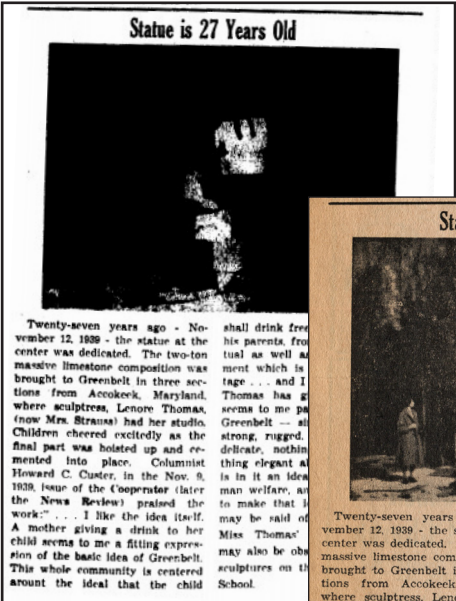 Statue is 27 Years Old
Twenty-seven years ago - No-
vember 12, 1939 - the statue at the
center was dedicated. The two-ton
massive limestone composition was
brought to Greenbelt in three sec-
tions from Accokeek, Maryland,
where sculptress, Lenore Thomas,
(now Mrs. Strauss) had her studio.
Children cheered excitedly as the
final part was hoisted up and ce-
mented into place. Columnist
Howard C. Custer, in the Nov. 9,
1939, issue of the Cooperator (later
the News Review) praised the
work:" . . . I like the idea itself.
A mother giving a drink to her
child seems to me a fitting expres-
sion of the basic idea of Greenbelt.
This whole community is centered
arount the ideal that the child
shall drink free
his parents, fro
tual as well as
ment which is
tage . . . and I
Thomas has g
seems to me pa
Greenbelt — si
strong, rugged.
delicate, nothin
thing elegant a
is in it an idea
man welfare, an
to make that i
may be said of
Miss Thomas'
may also be obs
sculptures on th
School.
Sta
Twenty-seven years
vember 12, 1939 - the s
center was dedicated.
massive limestone com
brought to Greenbelt i
tions from Accokeek
where sculptress, Leno